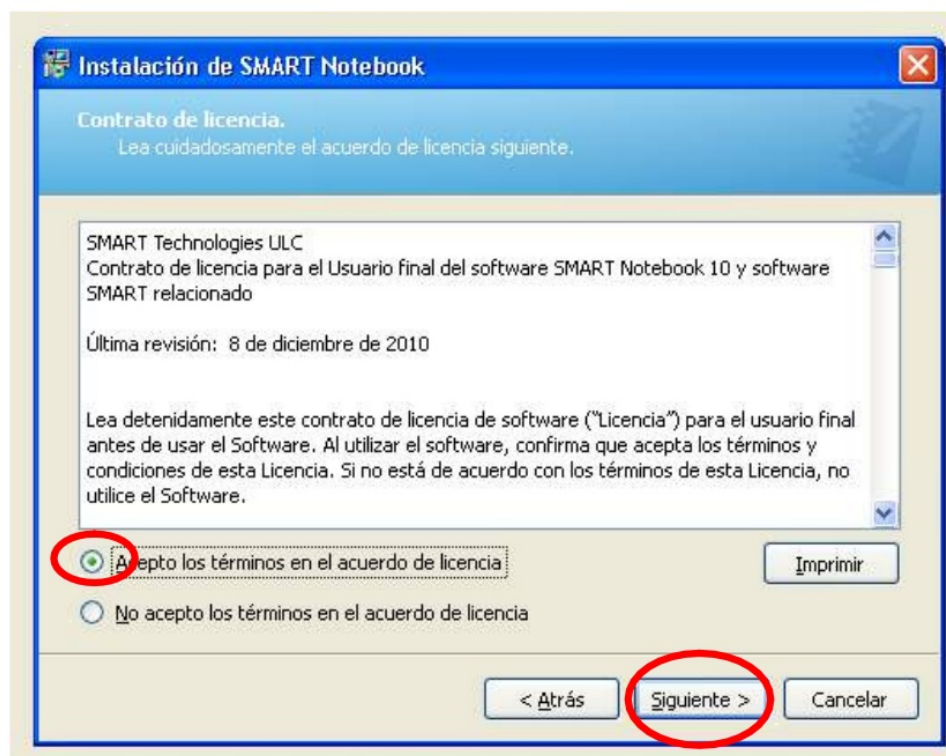 Instalación de SMART Notebook
Contrato de licencia.
Lea cuidadosamente el acuerdo de licencia siguiente.
SMART Technologies ULC
Contrato de licencia para el Usuario final del software SMART Notebook 10 y software
SMART relacionado
Última revisión: 8 de diciembre de 2010
Lea detenidamente este contrato de licencia de software ("Licencia") para el usuario final
antes de usar el Software. Al utilizar el software, confirma que acepta los términos y
condiciones de esta Licencia. Si no está de acuerdo con los términos de esta Licencia, no
utilice el Software.
Acepto los términos en el acuerdo de licencia
Imprimir
No acepto los términos en el acuerdo de licencia
< Atrás
Siguiente >
Cancelar